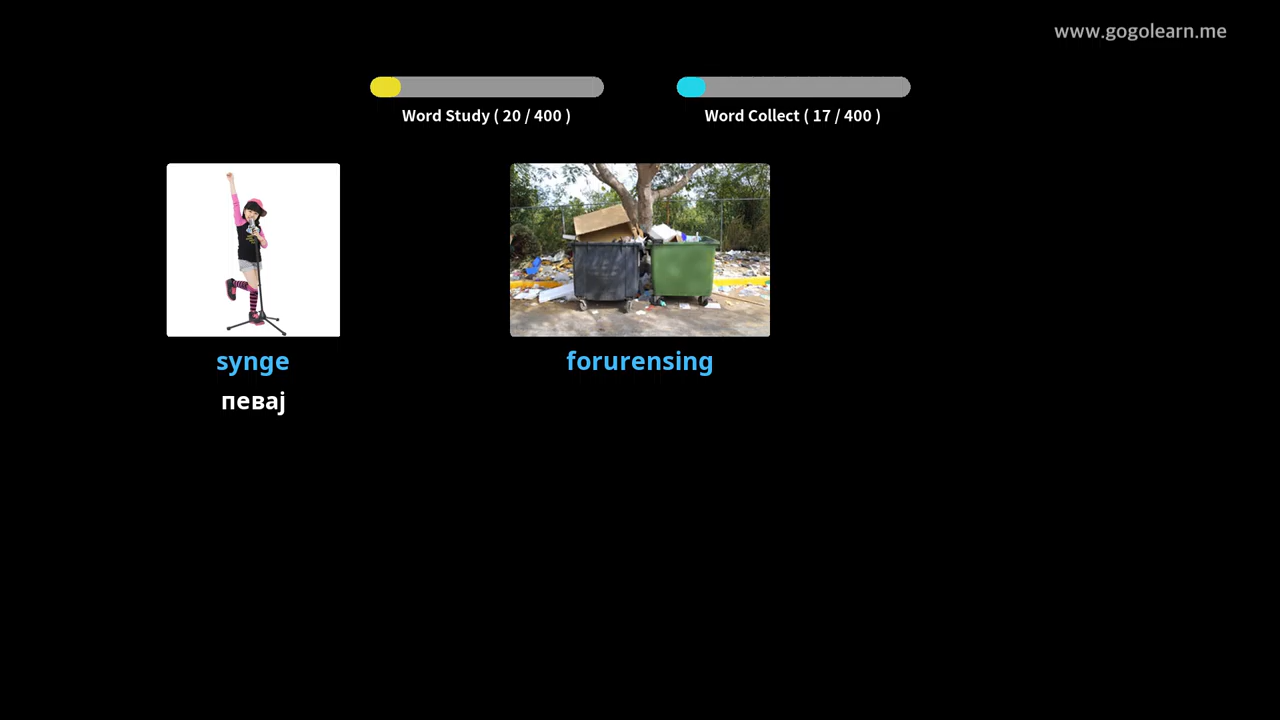 www.gogolearn.me
Word Study ( 20 / 400 )
Word Collect ( 17 / 400 )
synge
певај
forurensing